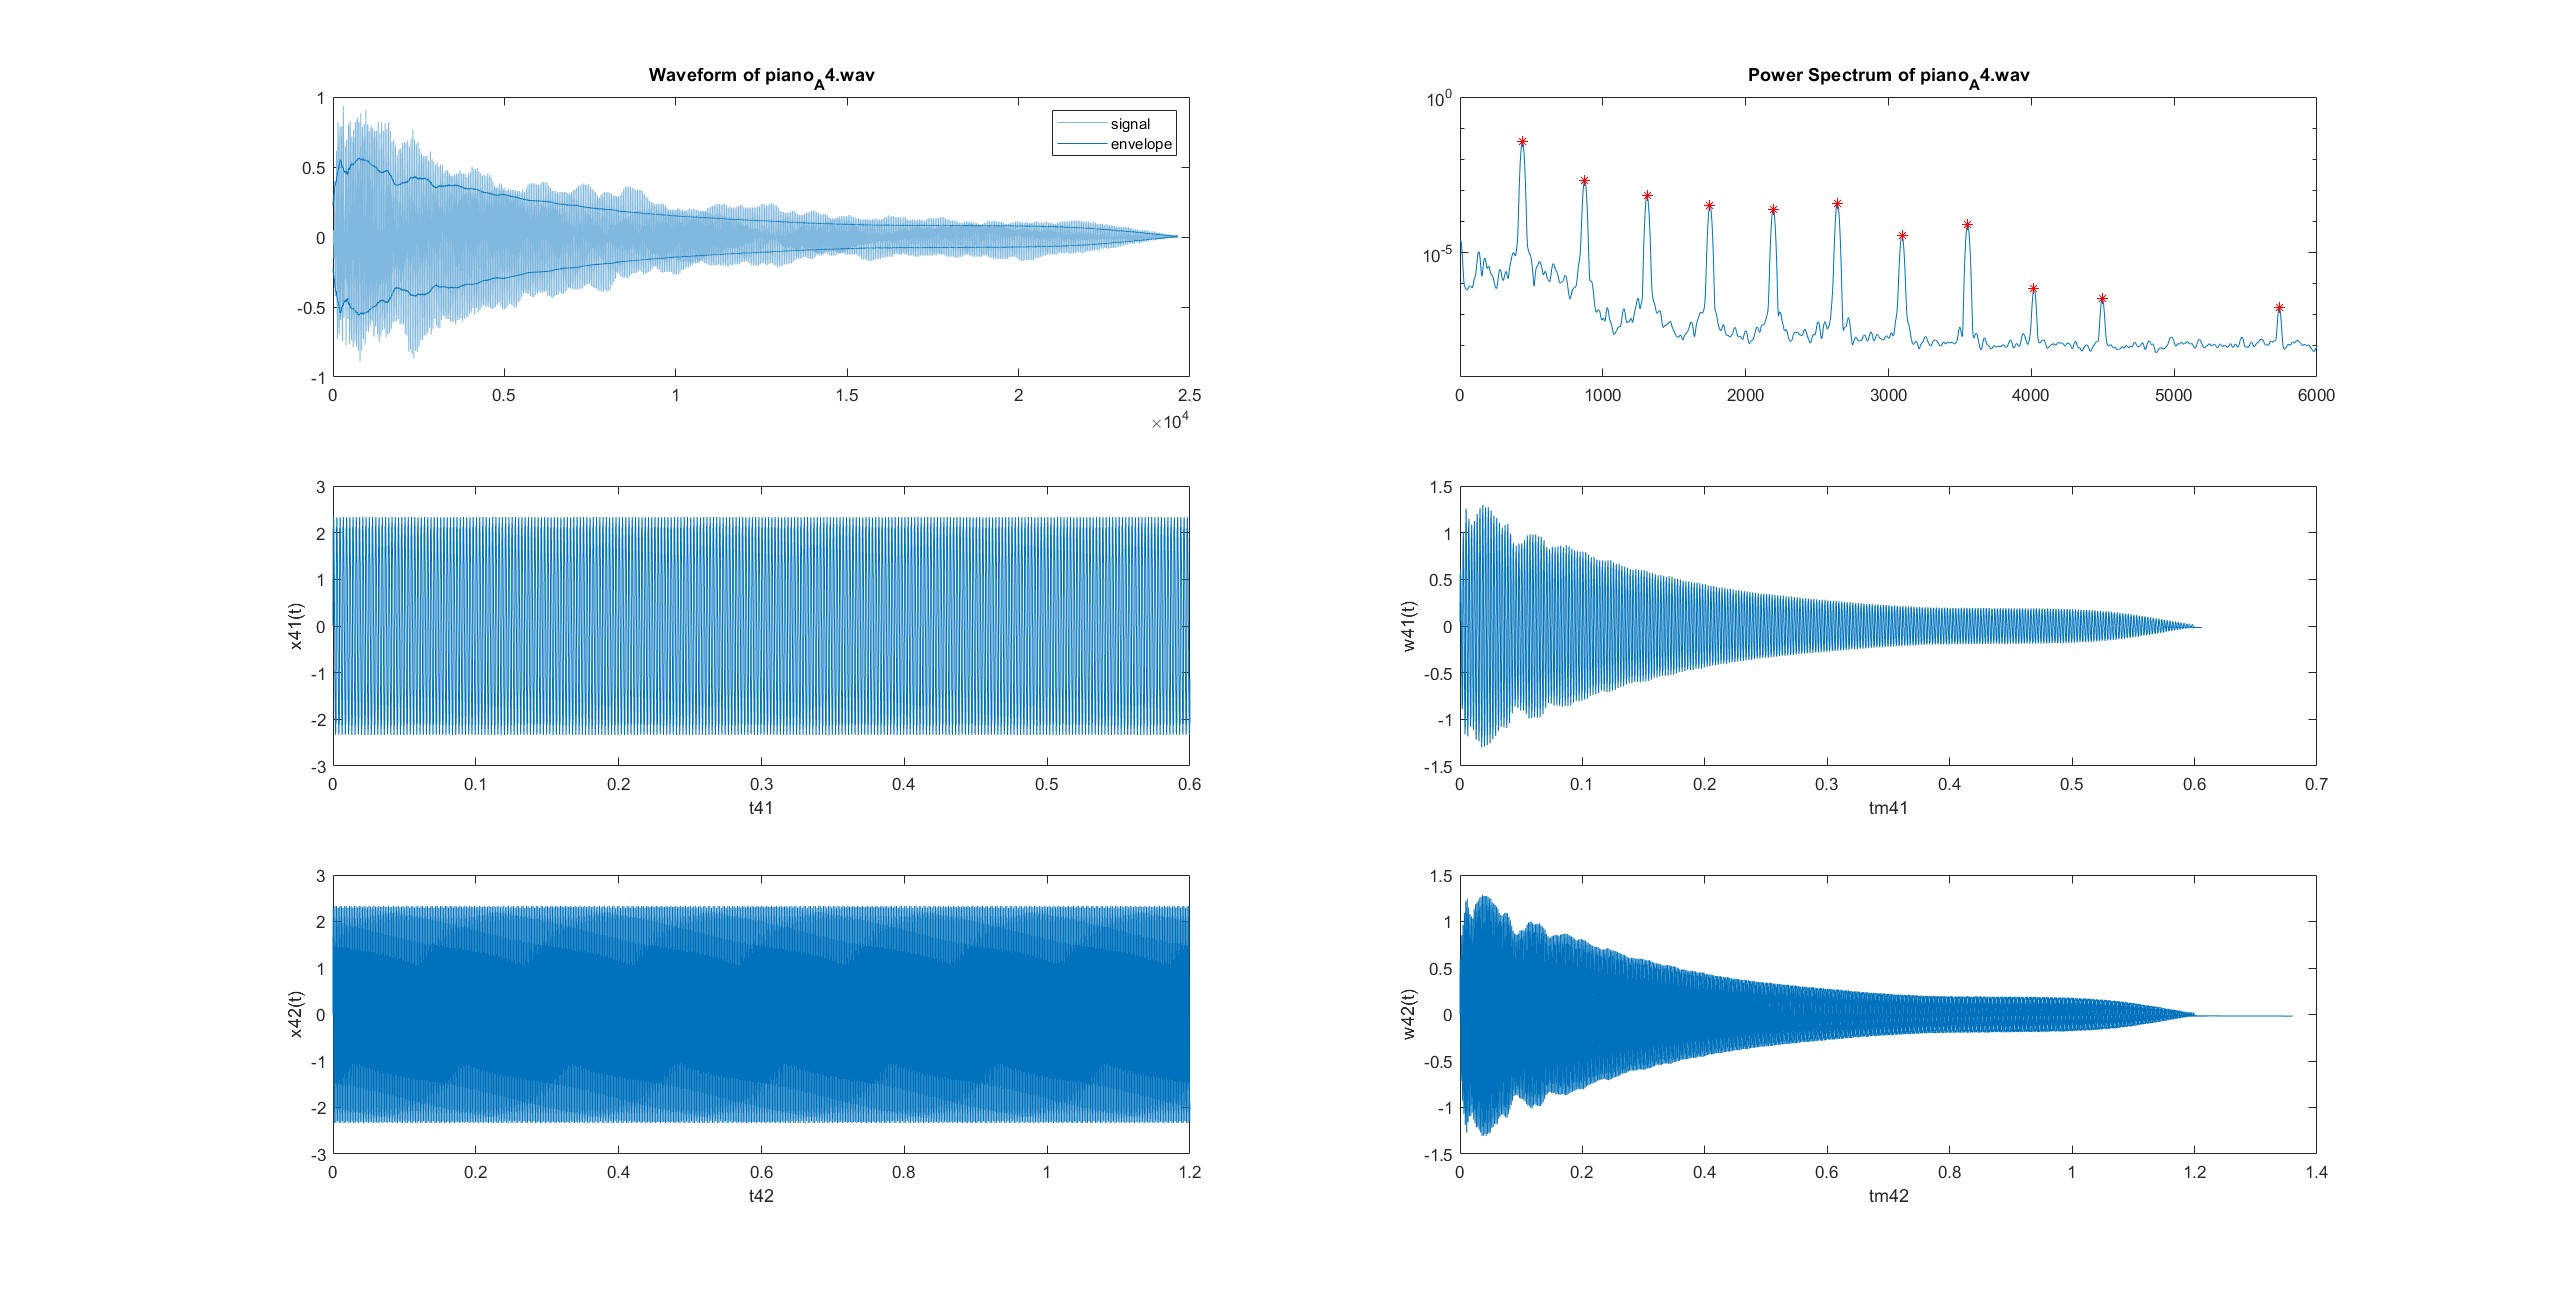 Waveform of piano_A4.wav
1
0.5
0
-0.5
-1
signal
envelope
0 0.5 1 1.5 2 2.5
×10^4
Power Spectrum of piano_A4.wav
10^0
10^-5
0 1000 2000 3000 4000 5000 6000
x41(t)
3
2
1
0
-1
-2
-3
0 0.1 0.2 0.3 0.4 0.5 0.6
t41
w41(t)
1.5
1
0.5
0
-0.5
-1
-1.5
0 0.1 0.2 0.3 0.4 0.5 0.6 0.7
tm41
x42(t)
3
2
1
0
-1
-2
-3
0 0.2 0.4 0.6 0.8 1 1.2
t42
w42(t)
1.5
1
0.5
0
-0.5
-1
-1.5
0 0.2 0.4 0.6 0.8 1 1.2 1.4
tm42